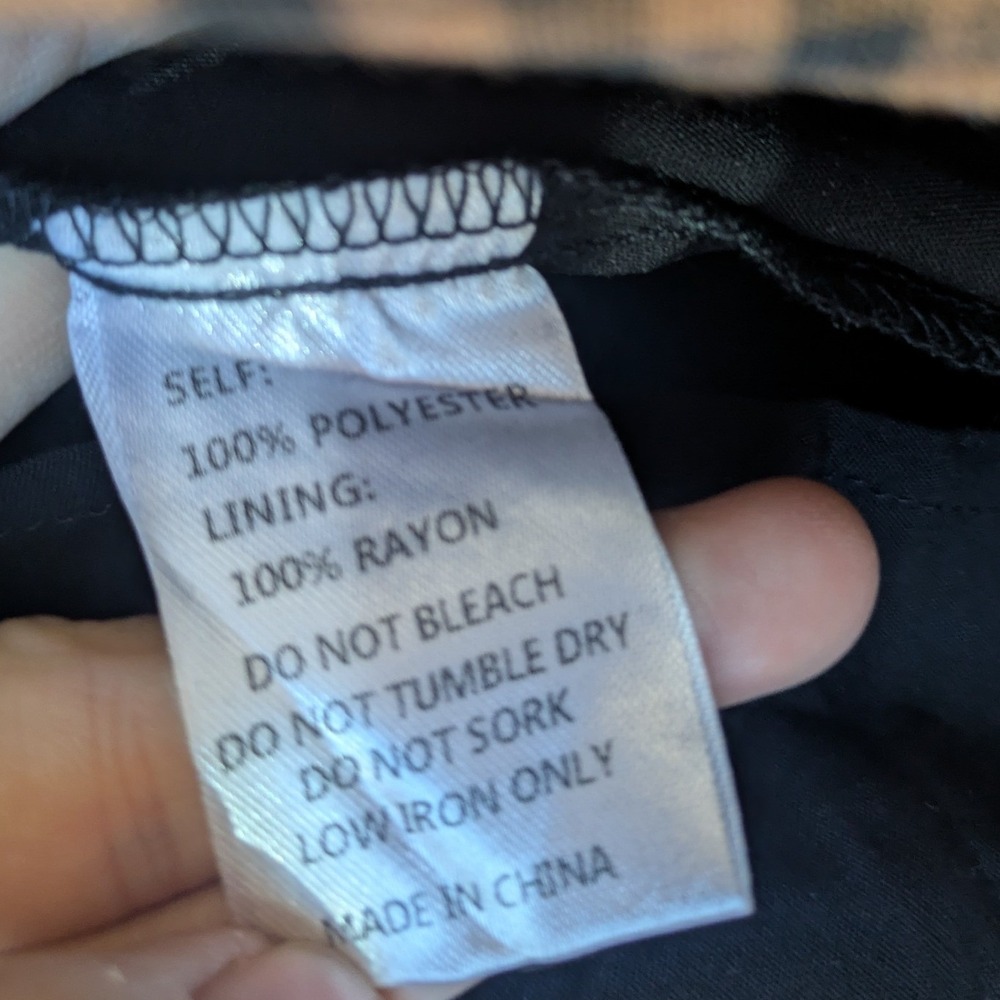 SELF:
100% POLYESTER
LINING:
100% RAYON
DO NOT BLEACH
DO NOT TUMBLE DRY
DO NOT SORK
LOW IRON ONLY
MADE IN CHINA